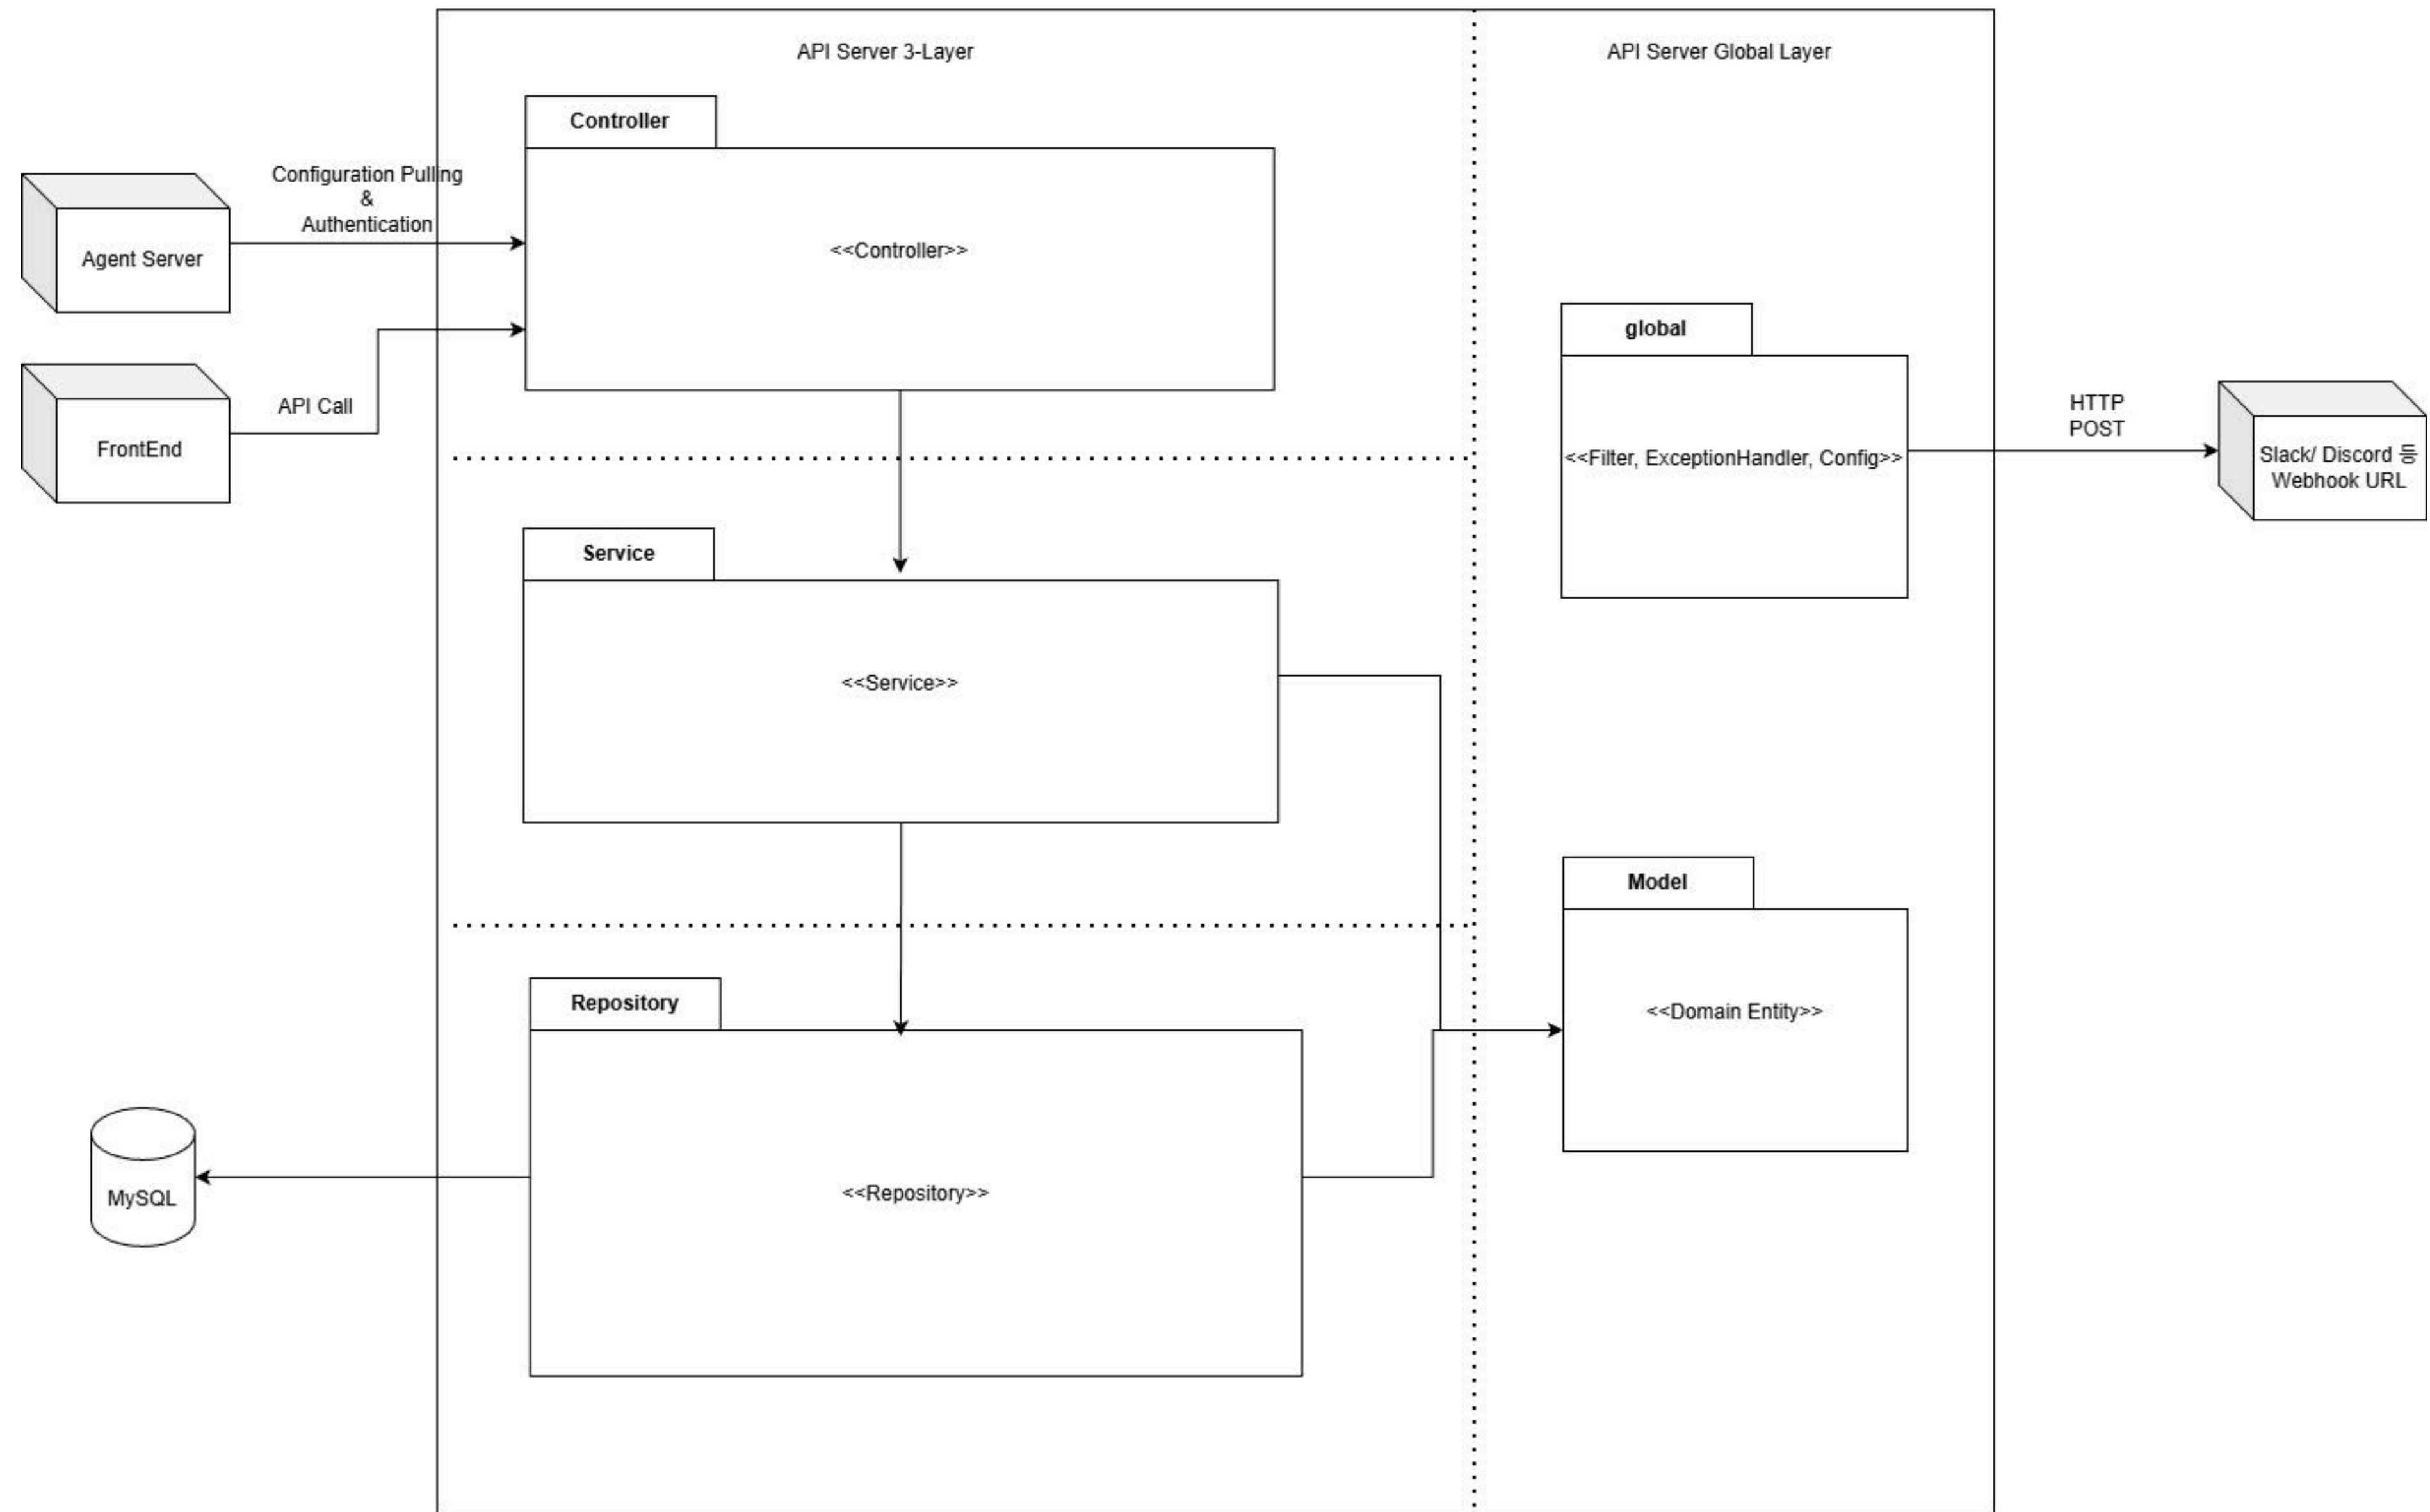 API Server 3-Layer
API Server Global Layer
Controller
Configuration Pulling
&
Authentication
<<Controller>>
Agent Server
global
API Call
FrontEnd
<<Filter, ExceptionHandler, Config>>
HTTP
POST
Slack/ Discord 등
Webhook URL
Service
<<Service>>
Model
<<Domain Entity>>
Repository
<<Repository>>
MySQL